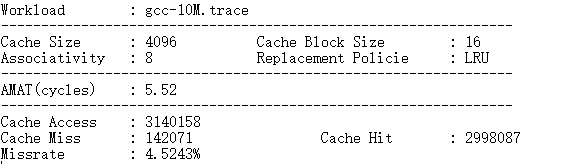 Workload : gcc-10M.trace
----------------------------------------------------------------
Cache Size : 4096 Cache Block Size : 16
Associativity : 8 Replacement Policie : LRU
----------------------------------------------------------------
AMAT(cycles) : 5.52
----------------------------------------------------------------
Cache Access : 3140158
Cache Miss : 142071 Cache Hit : 2998087
Missrate : 4.5243%